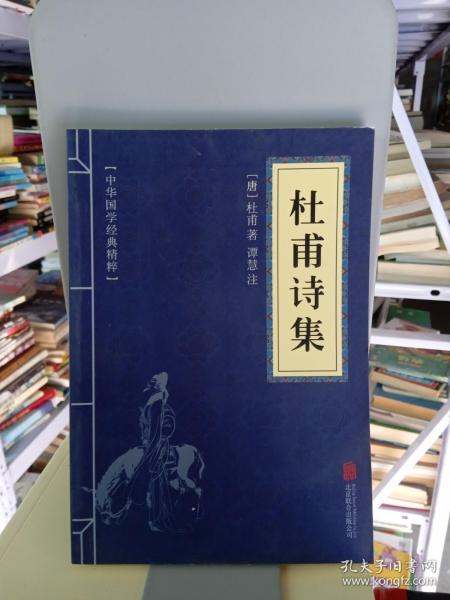 杜甫诗集
[唐]杜甫著 谭慧 注
【中华国学经典精粹】
北京联合出版公司
孔夫子旧书网
https://www.kongfz.com